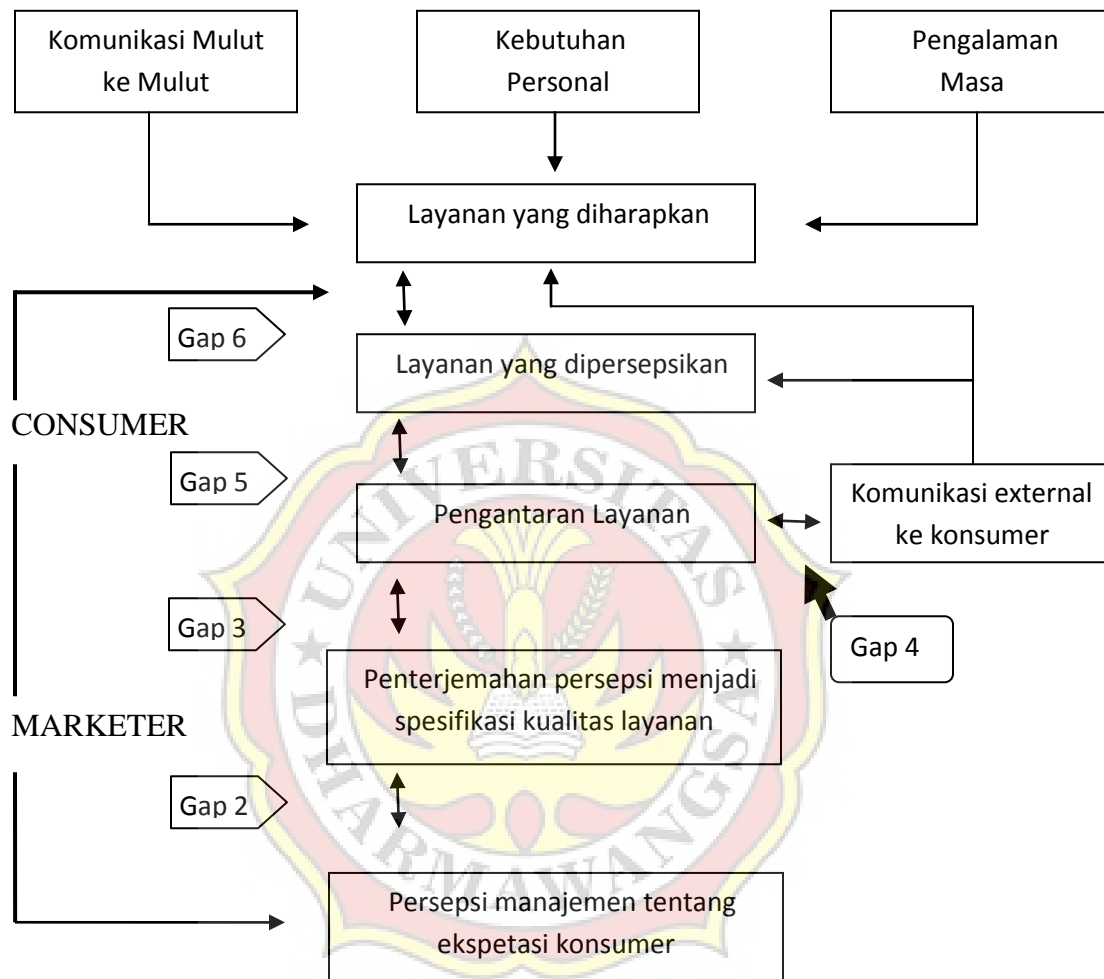 Komunikasi Mulut
ke Mulut
Kebutuhan
Personal
Pengalaman
Masa
Layanan yang diharapkan
Gap 6
Layanan yang dipersepsikan
CONSUMER
Gap 5
Pengantaran Layanan
Komunikasi external
ke konsumer
Gap 3
Gap 4
Penterjemahan persepsi menjadi
spesifikasi kualitas layanan
MARKETER
Gap 2
Persepsi manajemen tentang
ekspetasi konsumer
UNIVERSITAS
DHARMAWANGSA